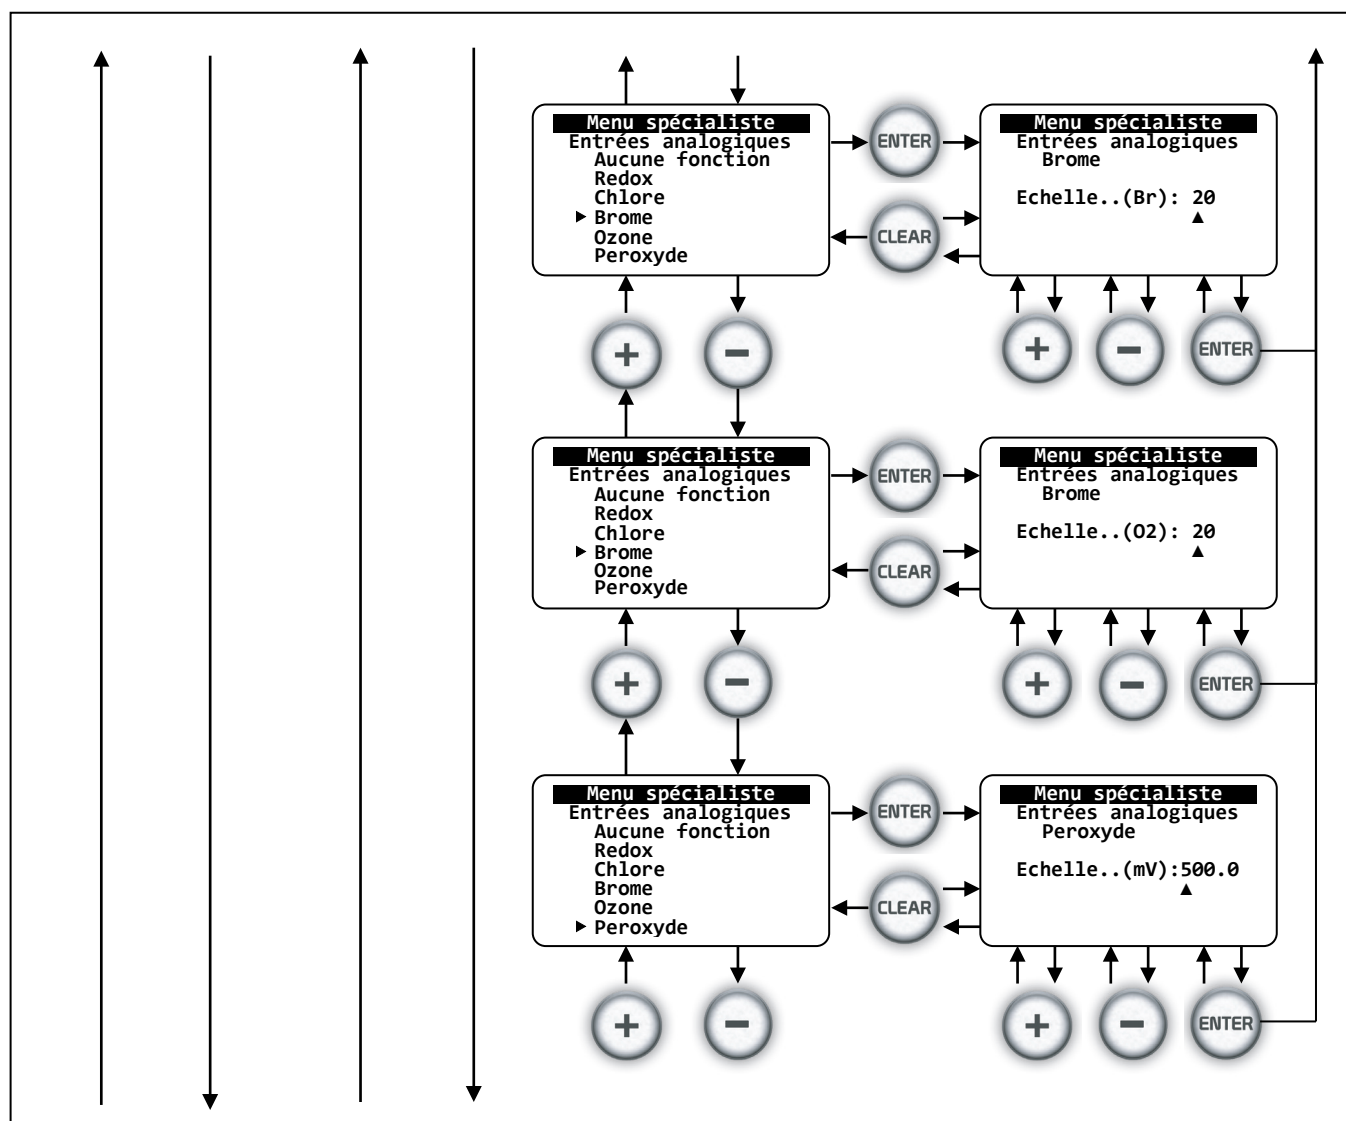 Menu spécialiste
Entrées analogiques
Aucune fonction
Redox
Chlore
Brome
Ozone
Peroxyde
ENTER
CLEAR
Menu spécialiste
Entrées analogiques
Brome
Echelle..(Br): 20
+
-
+
-
ENTER
Menu spécialiste
Entrées analogiques
Aucune fonction
Redox
Chlore
Brome
Ozone
Peroxyde
ENTER
CLEAR
Menu spécialiste
Entrées analogiques
Brome
Echelle..(O2): 20
+
-
+
-
ENTER
Menu spécialiste
Entrées analogiques
Aucune fonction
Redox
Chlore
Brome
Ozone
Peroxyde
ENTER
CLEAR
Menu spécialiste
Entrées analogiques
Peroxyde
Echelle..(mV):500.0
+
-
+
-
ENTER